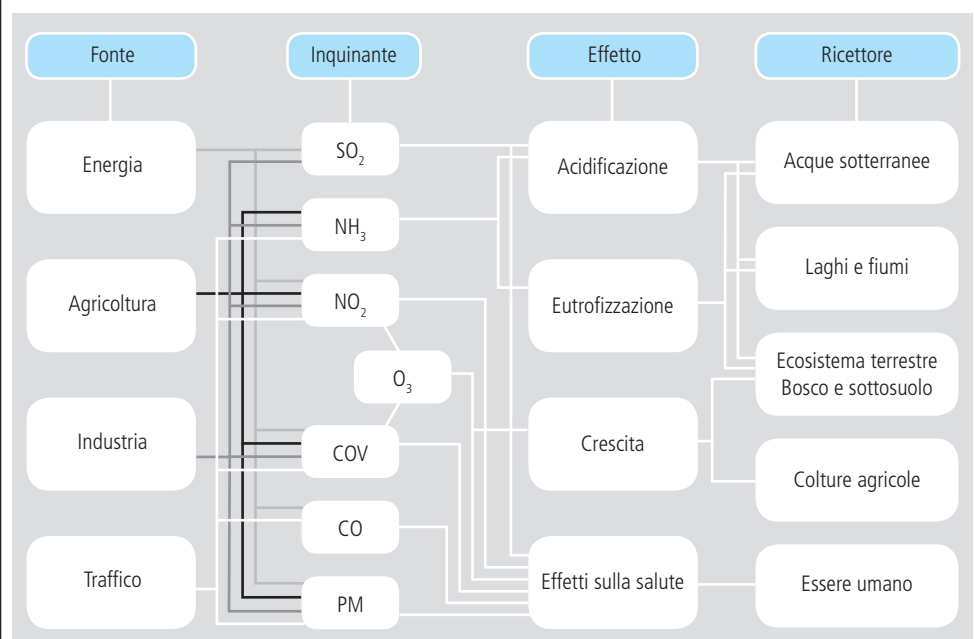 Fonte
Inquinante
Effetto
Ricettore
Energia
Agricoltura
Industria
Traffico
SO₂
NH₃
NO₂
O₃
COV
CO
PM
Acidificazione
Eutrofizzazione
Crescita
Effetti sulla salute
Acque sotterranee
Laghi e fiumi
Ecosistema terrestre
Bosco e sottosuolo
Colture agricole
Essere umano